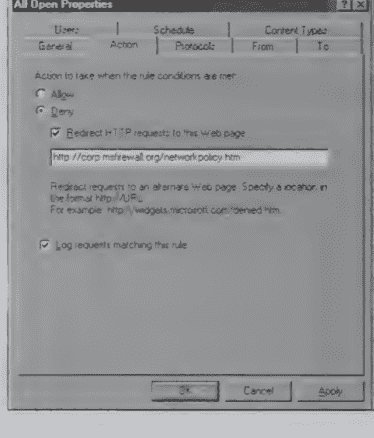 All Open Properties
Users Schedule Content Types
General Action Protocols From To
Action to take when the rule conditions are met
Allow
Deny
Redirect HTTP requests to this Web page
http://corp.msfirewall.org/networkpolicy.htm
Redirect requests to an alternate Web page. Specify a location in
the format http://URL.
For example: http://widgets.microsoft.com/denied.htm.
Log requests matching this rule
OK Cancel Apply